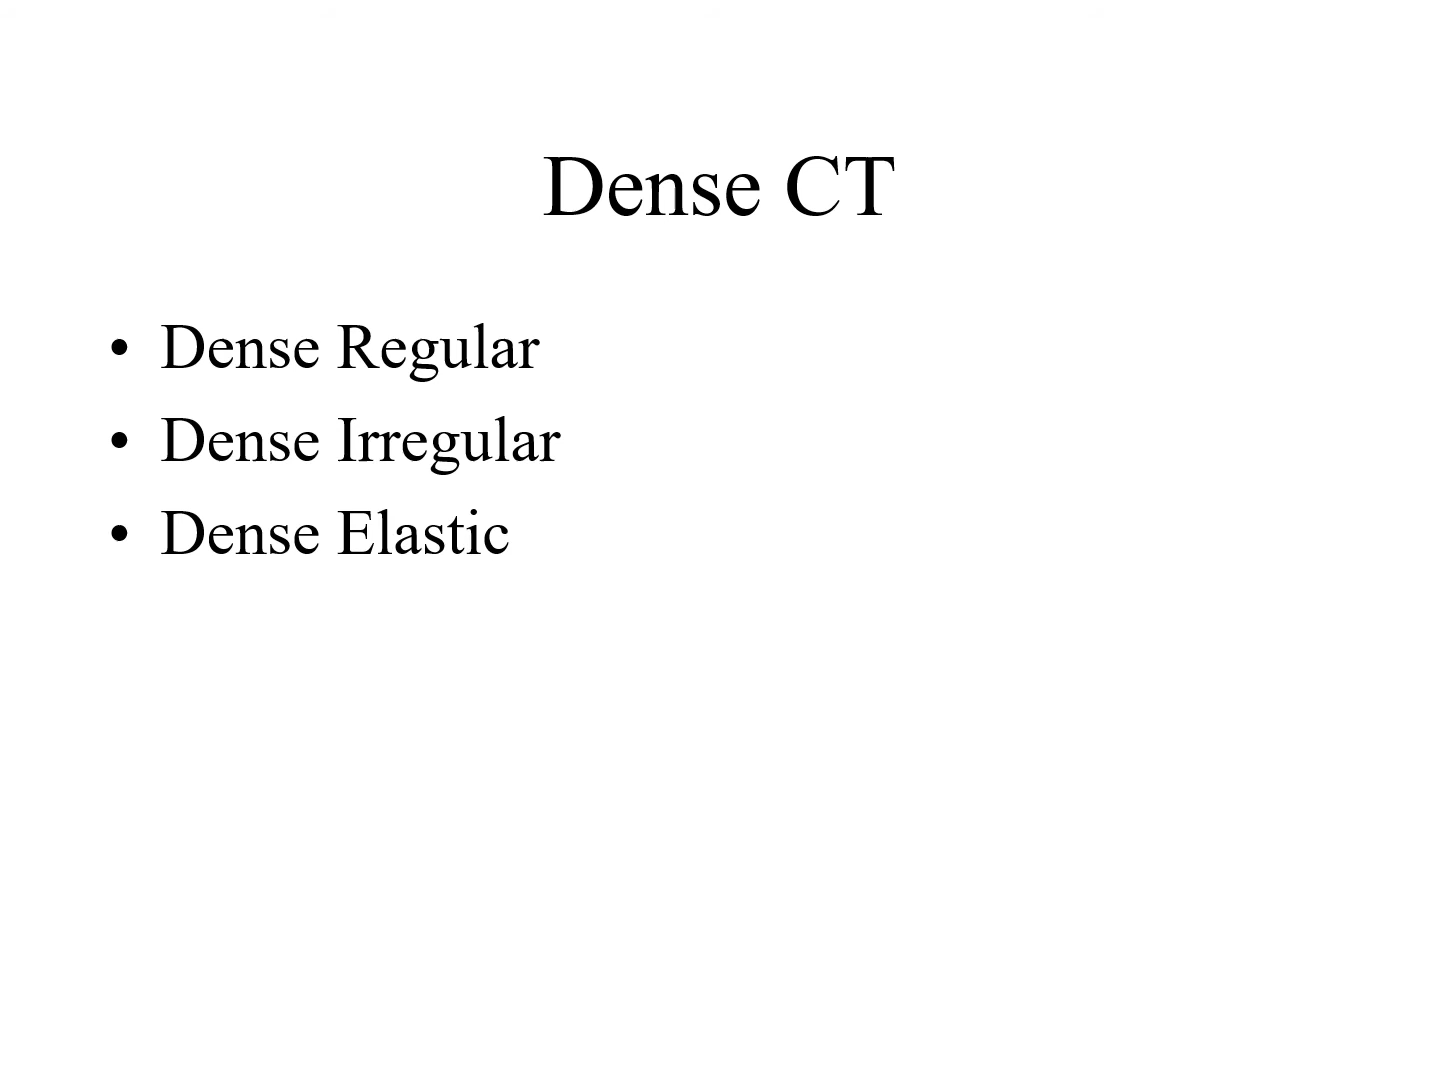 Dense CT
• Dense Regular
• Dense Irregular
• Dense Elastic